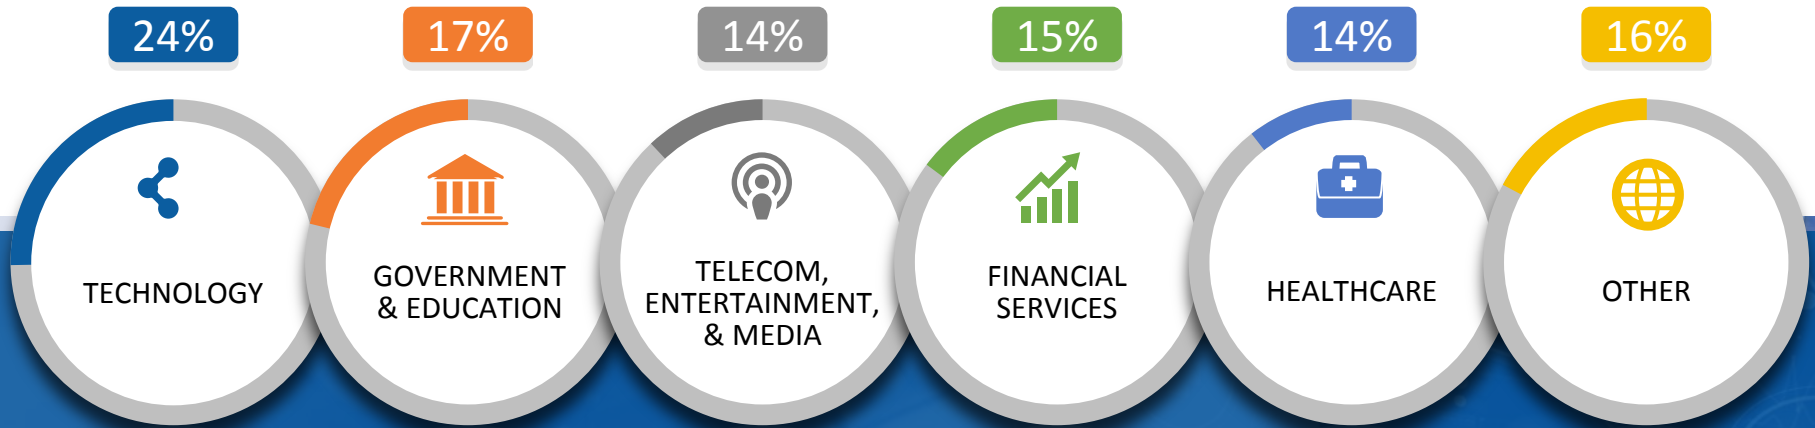 24%
17%
14%
15%
14%
16%
TECHNOLOGY
GOVERNMENT
& EDUCATION
TELECOM,
ENTERTAINMENT,
& MEDIA
FINANCIAL
SERVICES
HEALTHCARE
OTHER